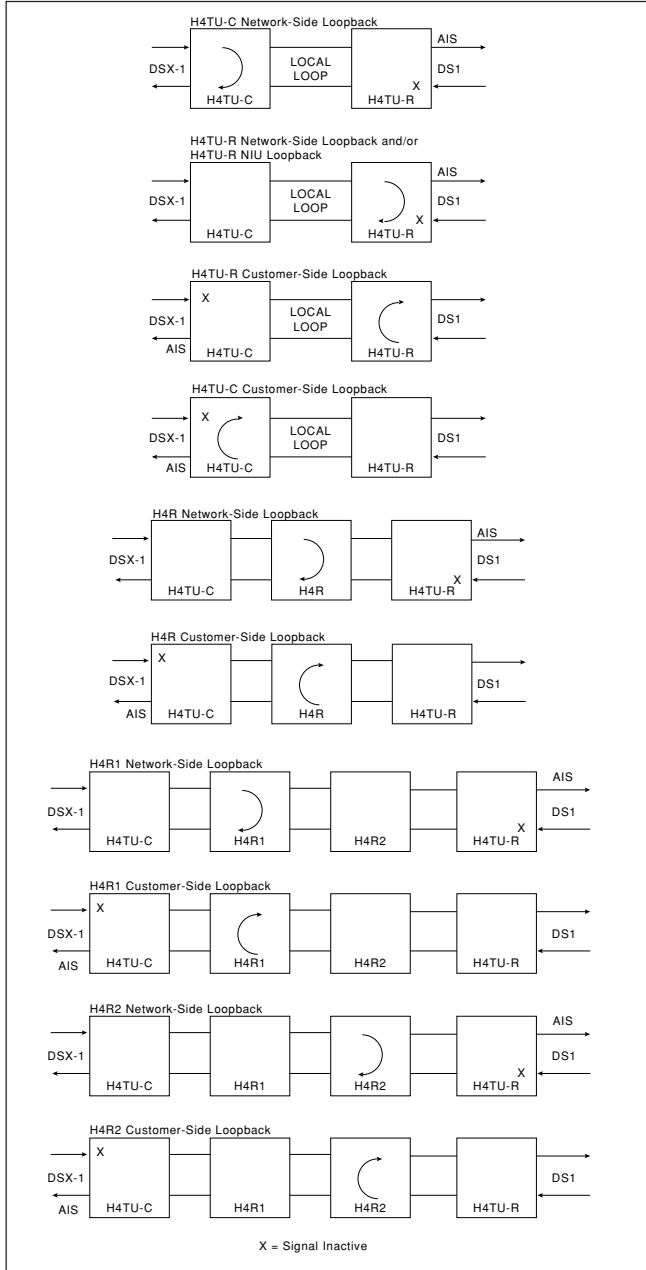 H4TU-C Network-Side Loopback
DSX-1
H4TU-C
LOCAL
LOOP
X
H4TU-R
AIS
DS1
H4TU-R Network-Side Loopback and/or
H4TU-R NIU Loopback
DSX-1
H4TU-C
LOCAL
LOOP
X
H4TU-R
AIS
DS1
H4TU-R Customer-Side Loopback
X
DSX-1
AIS
H4TU-C
LOCAL
LOOP
H4TU-R
DS1
H4TU-C Customer-Side Loopback
X
DSX-1
AIS
H4TU-C
LOCAL
LOOP
H4TU-R
DS1
H4R Network-Side Loopback
DSX-1
H4TU-C
H4R
X
H4TU-R
AIS
DS1
H4R Customer-Side Loopback
X
DSX-1
AIS
H4TU-C
H4R
H4TU-R
DS1
H4R1 Network-Side Loopback
DSX-1
H4TU-C
H4R1
H4R2
X
H4TU-R
AIS
DS1
H4R1 Customer-Side Loopback
X
DSX-1
AIS
H4TU-C
H4R1
H4R2
H4TU-R
DS1
H4R2 Network-Side Loopback
DSX-1
H4TU-C
H4R1
H4R2
X
H4TU-R
AIS
DS1
H4R2 Customer-Side Loopback
X
DSX-1
AIS
H4TU-C
H4R1
H4R2
H4TU-R
DS1
X = Signal Inactive